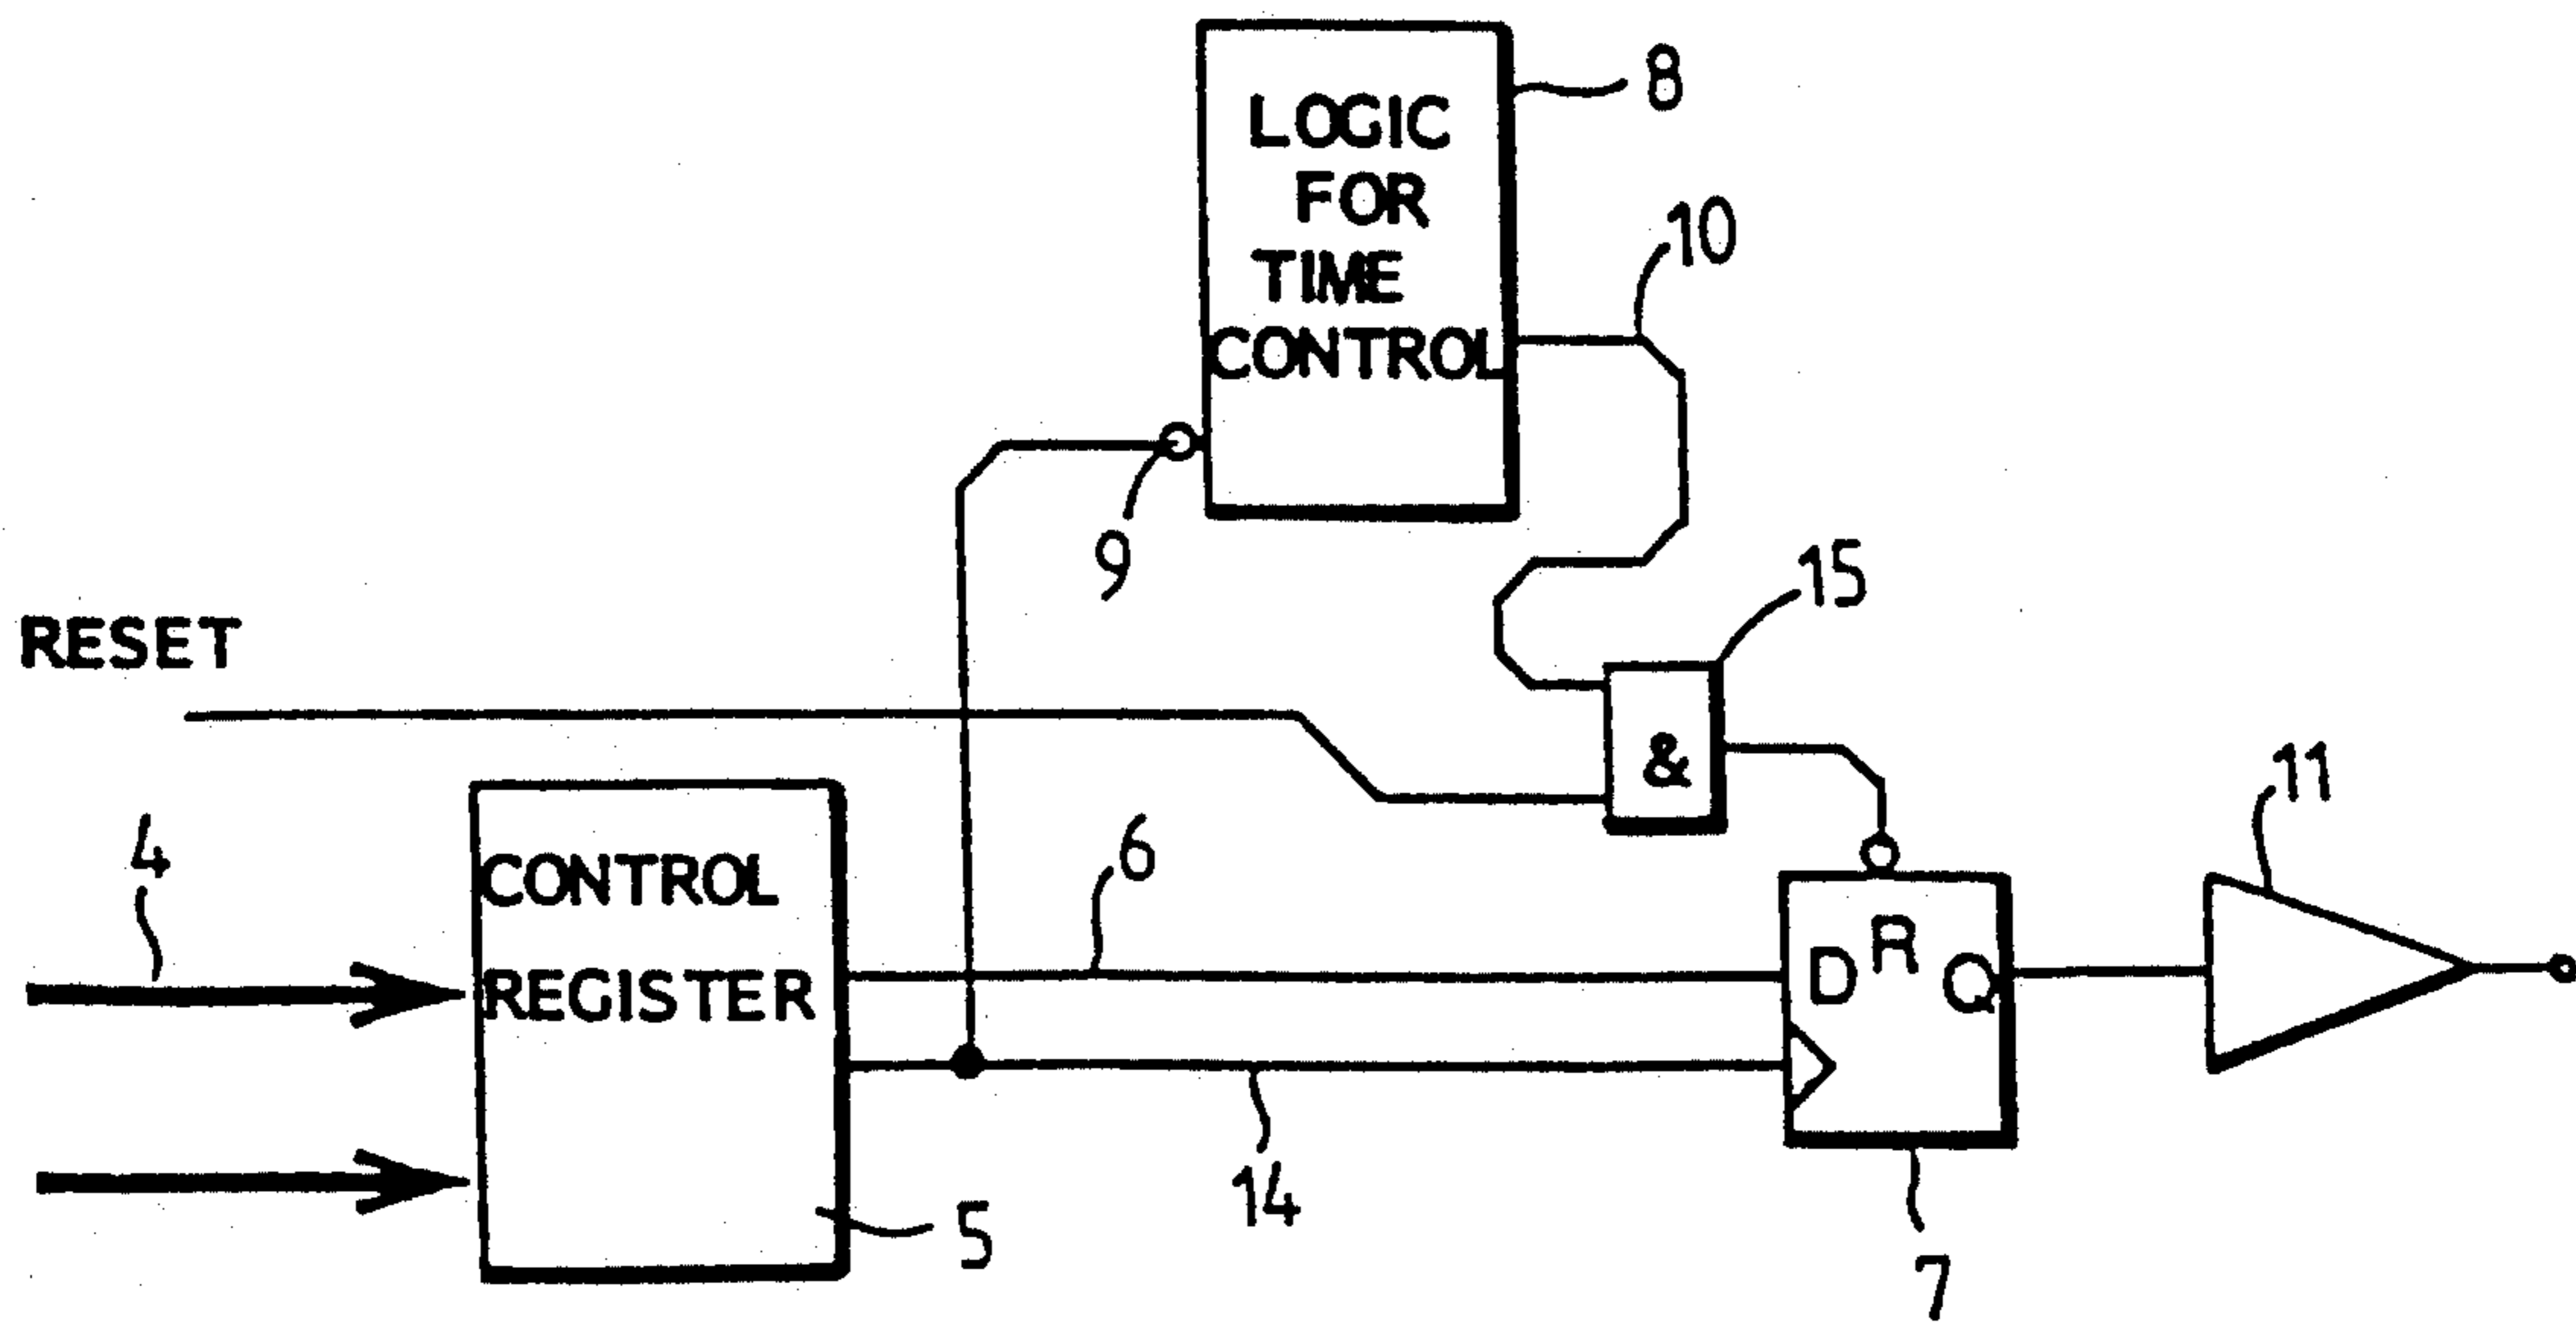 LOGIC
FOR
TIME
CONTROL
8
10
9
15
RESET
&
11
4
CONTROL
REGISTER
6
D
R
Q
14
5
7